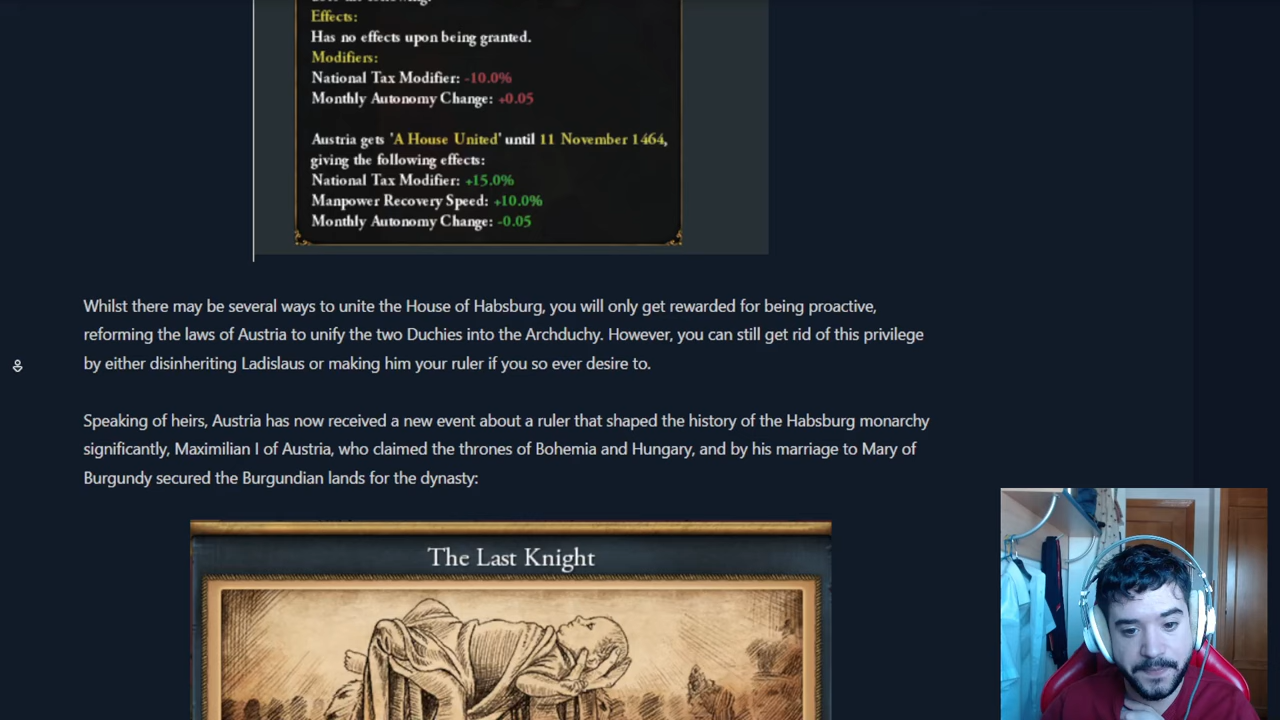 Effects:
Has no effects upon being granted.
Modifiers:
National Tax Modifier: -10.0%
Monthly Autonomy Change: +0.05
Austria gets 'A House United' until 11 November 1464,
giving the following effects:
National Tax Modifier: +15.0%
Manpower Recovery Speed: +10.0%
Monthly Autonomy Change: -0.05
Whilst there may be several ways to unite the House of Habsburg, you will only get rewarded for being proactive,
reforming the laws of Austria to unify the two Duchies into the Archduchy. However, you can still get rid of this privilege
by either disinheriting Ladislaus or making him your ruler if you so ever desire to.
Speaking of heirs, Austria has now received a new event about a ruler that shaped the history of the Habsburg monarchy
significantly, Maximilian I of Austria, who claimed the thrones of Bohemia and Hungary, and by his marriage to Mary of
Burgundy secured the Burgundian lands for the dynasty:
The Last Knight